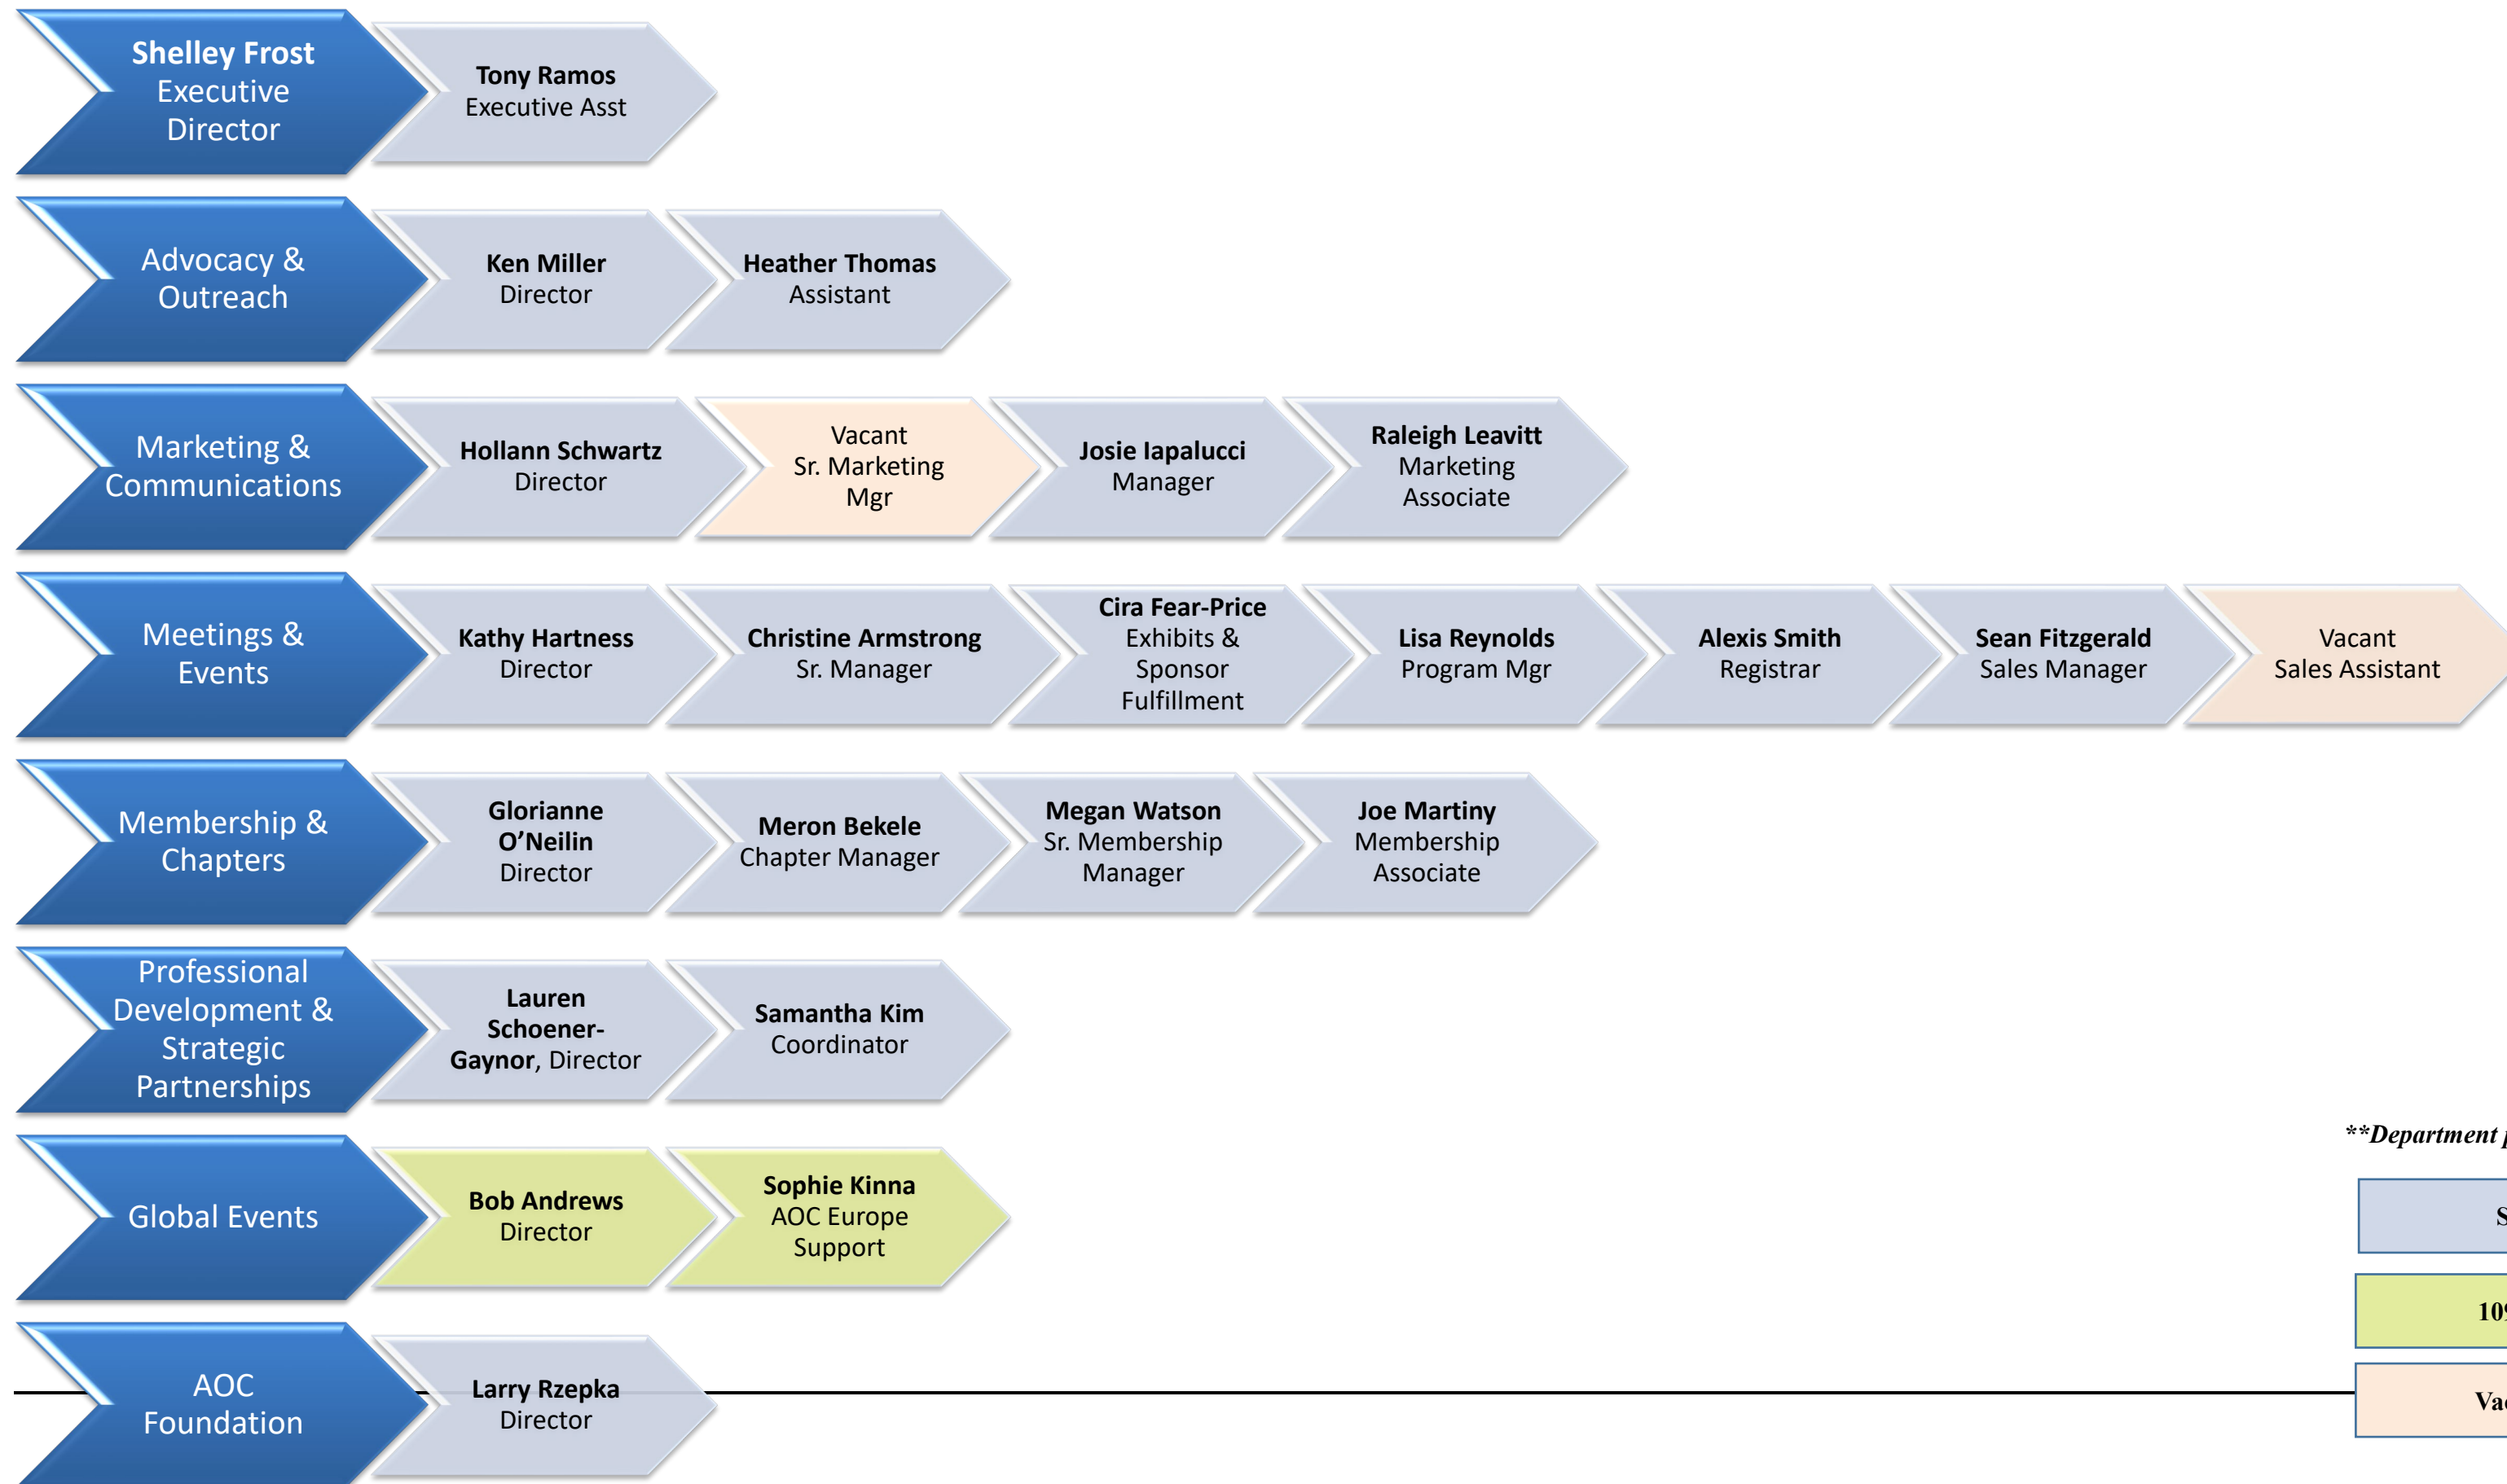 Shelley Frost
Executive
Director
Tony Ramos
Executive Asst
Advocacy &
Outreach
Ken Miller
Director
Heather Thomas
Assistant
Marketing &
Communications
Hollann Schwartz
Director
Vacant
Sr. Marketing
Mgr
Josie Iapalucci
Manager
Raleigh Leavitt
Marketing
Associate
Meetings &
Events
Kathy Hartness
Director
Christine Armstrong
Sr. Manager
Cira Fear-Price
Exhibits &
Sponsor
Fulfillment
Lisa Reynolds
Program Mgr
Alexis Smith
Registrar
Sean Fitzgerald
Sales Manager
Vacant
Sales Assistant
Membership &
Chapters
Glorianne
O’Neilin
Director
Meron Bekele
Chapter Manager
Megan Watson
Sr. Membership
Manager
Joe Martiny
Membership
Associate
Professional
Development &
Strategic
Partnerships
Lauren
Schoener-
Gaynor, Director
Samantha Kim
Coordinator
Global Events
Bob Andrews
Director
Sophie Kinna
AOC Europe
Support
AOC
Foundation
Larry Rzepka
Director
**Department